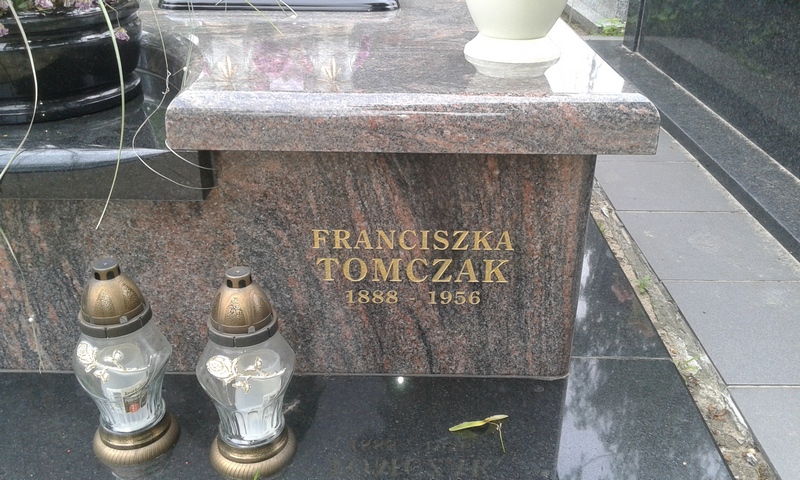 FRANCISZKA
TOMCZAK
1888 - 1956